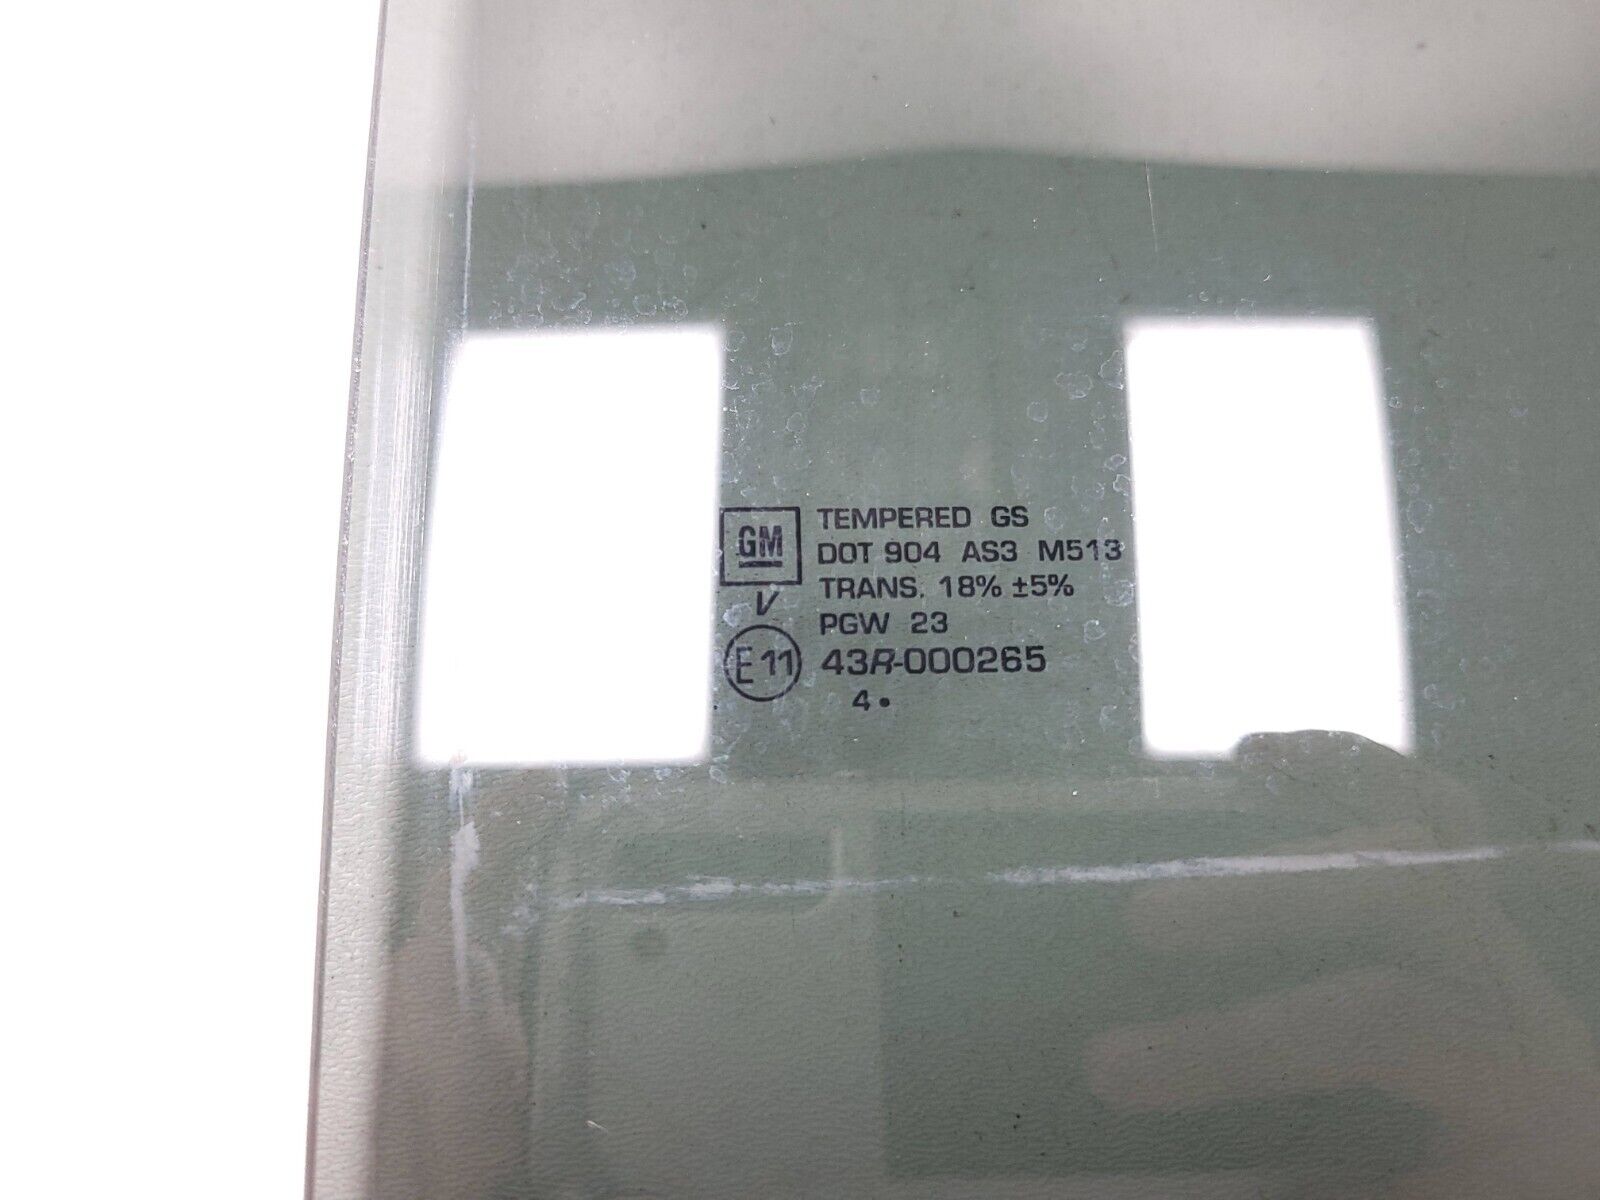 GM
TEMPERED GS
DOT 904 AS3 M513
TRANS. 18% ±5%
V
PGW 23
E11 43R-000265
4•